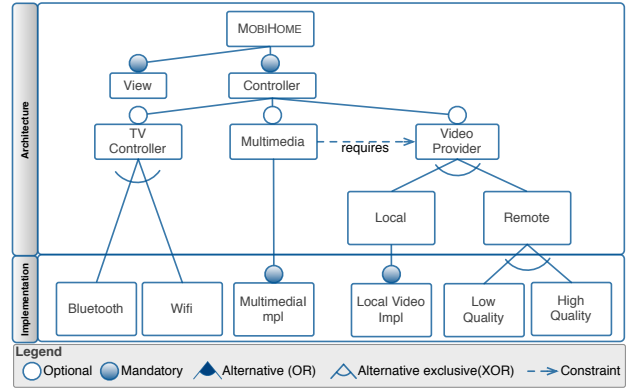 MOBIHOME
View
Controller
TV
Controller
Multimedia
requires
Video
Provider
Architecture
Local
Remote
Implementation
Bluetooth
Wifi
MultimediaI
mpl
Local Video
Impl
Low
Quality
High
Quality
Legend
Optional
Mandatory
Alternative (OR)
Alternative exclusive(XOR)
Constraint